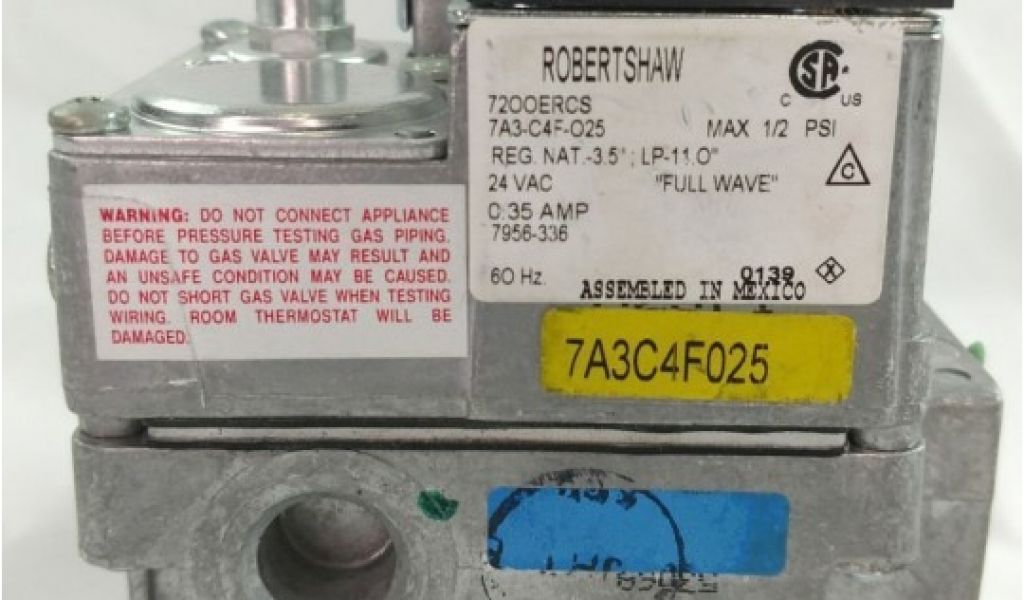 ROBERTSHAW
7200ERCS
7A3-C4F-025 MAX 1/2 PSI
REG. NAT.-3.5" ; LP-11.0"
24 VAC "FULL WAVE"
0.35 AMP
7956-336
60 Hz. 0139
ASSEMBLED IN MEXICO
C SA US
C
X
WARNING: DO NOT CONNECT APPLIANCE
BEFORE PRESSURE TESTING GAS PIPING.
DAMAGE TO GAS VALVE MAY RESULT AND
AN UNSAFE CONDITION MAY BE CAUSED.
DO NOT SHORT GAS VALVE WHEN TESTING
WIRING. ROOM THERMOSTAT WILL BE
DAMAGED.
7A3C4F025